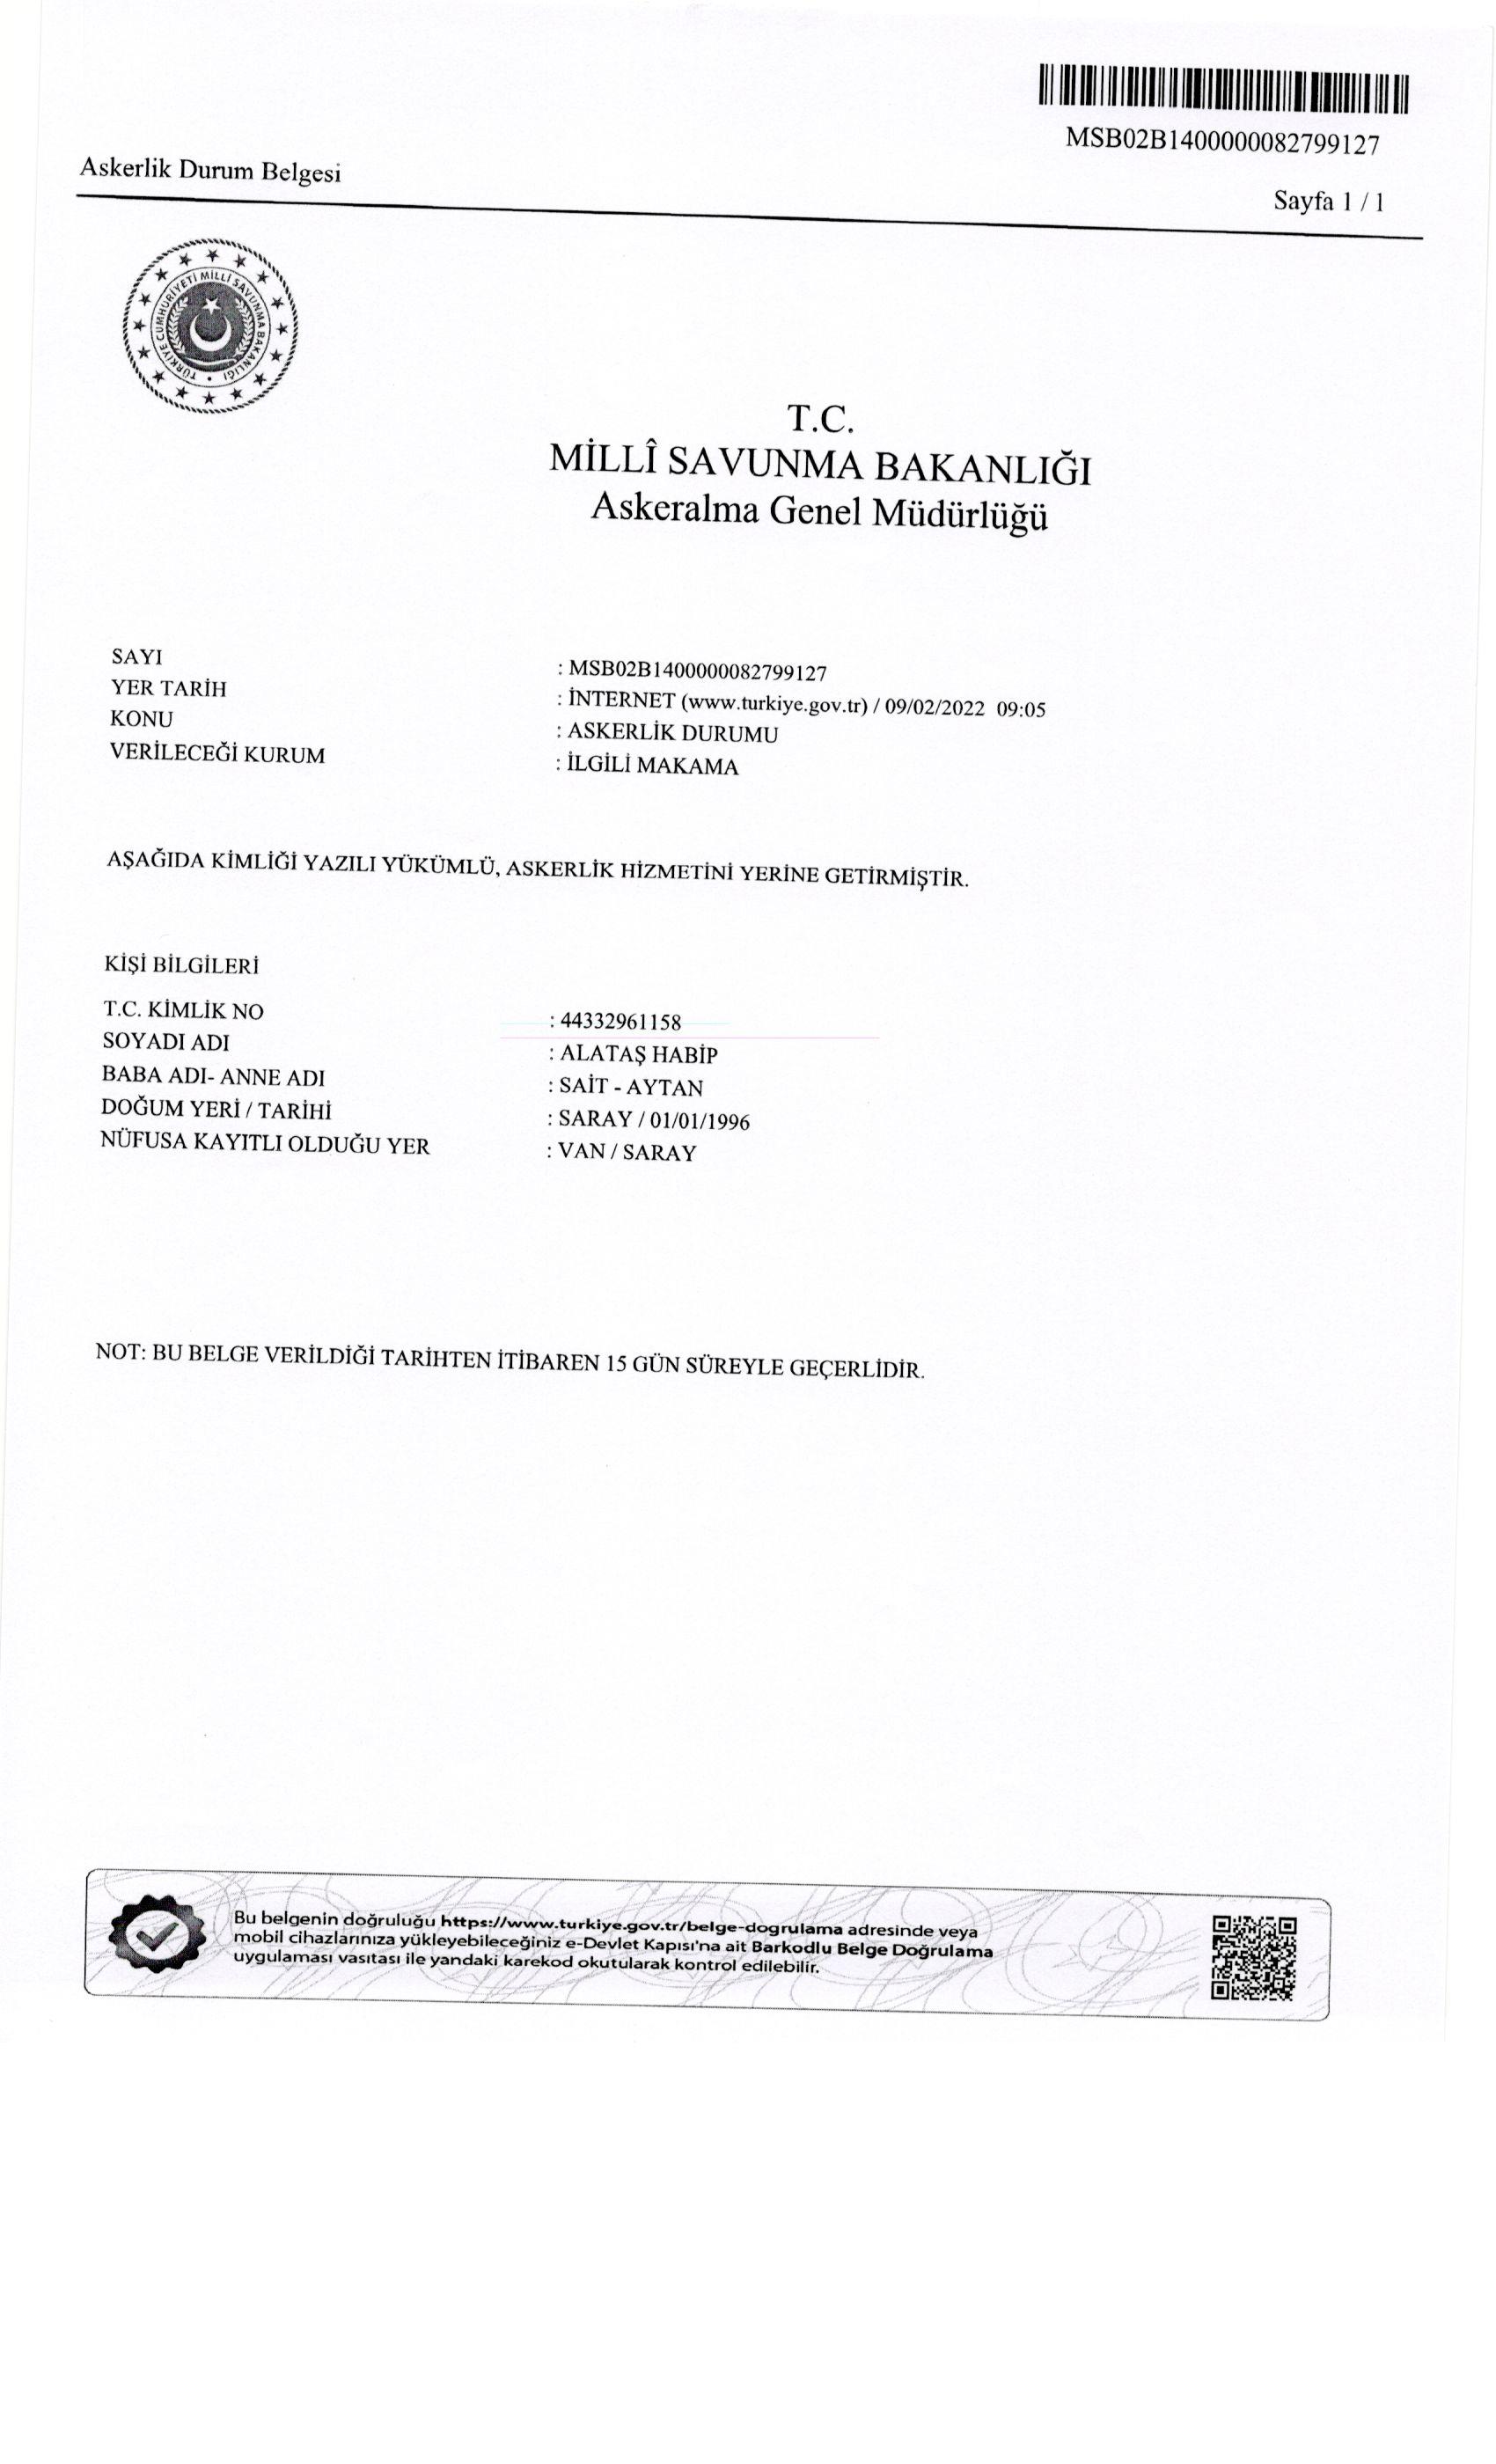 MSB02B1400000082799127
Askerlik Durum Belgesi
Sayfa 1 / 1
TÜRKİYE CUMHURİYETİ MİLLİ SAVUNMA BAKANLIĞI
T.C.
MİLLÎ SAVUNMA BAKANLIĞI
Askeralma Genel Müdürlüğü
SAYI : MSB02B1400000082799127
YER TARİH : İNTERNET (www.turkiye.gov.tr) / 09/02/2022 09:05
KONU : ASKERLİK DURUMU
VERİLECEĞİ KURUM : İLGİLİ MAKAMA
AŞAĞIDA KİMLİĞİ YAZILI YÜKÜMLÜ, ASKERLİK HİZMETİNİ YERİNE GETİRMİŞTİR.
KİŞİ BİLGİLERİ
T.C. KİMLİK NO : 44332961158
SOYADI ADI : ALATAŞ HABİP
BABA ADI- ANNE ADI : SAİT - AYTAN
DOĞUM YERİ / TARİHİ : SARAY / 01/01/1996
NÜFUSA KAYITLI OLDUĞU YER : VAN / SARAY
NOT: BU BELGE VERİLDİĞİ TARİHTEN İTİBAREN 15 GÜN SÜREYLE GEÇERLİDİR.
Bu belgenin doğruluğu https://www.turkiye.gov.tr/belge-dogrulama adresinde veya
mobil cihazlarınıza yükleyebileceğiniz e-Devlet Kapısı'na ait Barkodlu Belge Doğrulama
uygulaması vasıtası ile yandaki karekod okutularak kontrol edilebilir.